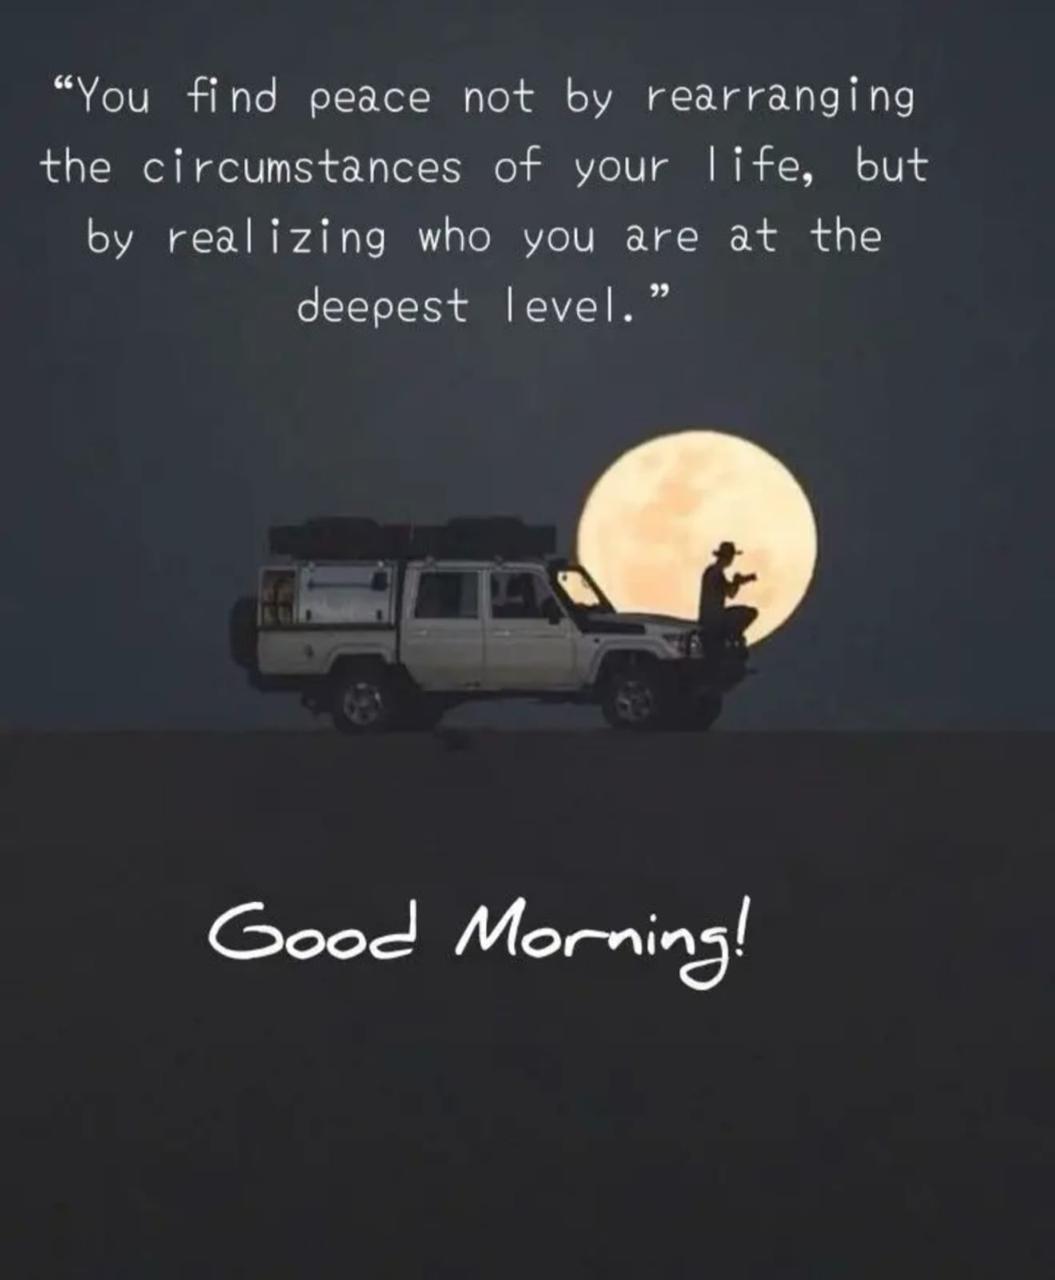 “You find peace not by rearranging
the circumstances of your life, but
by realizing who you are at the
deepest level.”
Good Morning!